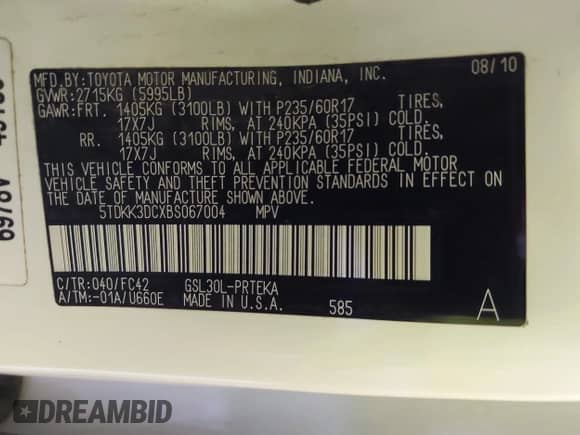 MFD.BY:TOYOTA MOTOR MANUFACTURING, INDIANA, INC. 08/10
GVWR:2715KG (5995LB)
GAWR:FRT. 1405KG (3100LB) WITH P235/60R17 TIRES,
17X7J RIMS, AT 240KPA (35PSI) COLD.
RR. 1405KG (3100LB) WITH P235/60R17 TIRES,
17X7J RIMS, AT 240KPA (35PSI) COLD.
THIS VEHICLE CONFORMS TO ALL APPLICABLE FEDERAL MOTOR
VEHICLE SAFETY AND THEFT PREVENTION STANDARDS IN EFFECT ON
THE DATE OF MANUFACTURE SHOWN ABOVE.
5TDKK3DCXBS067004 MPV
C/TR:040/FC42 GSL30L-PRTEKA
A/TM:-01A/U660E MADE IN U.S.A. 585 A
DREAMBID